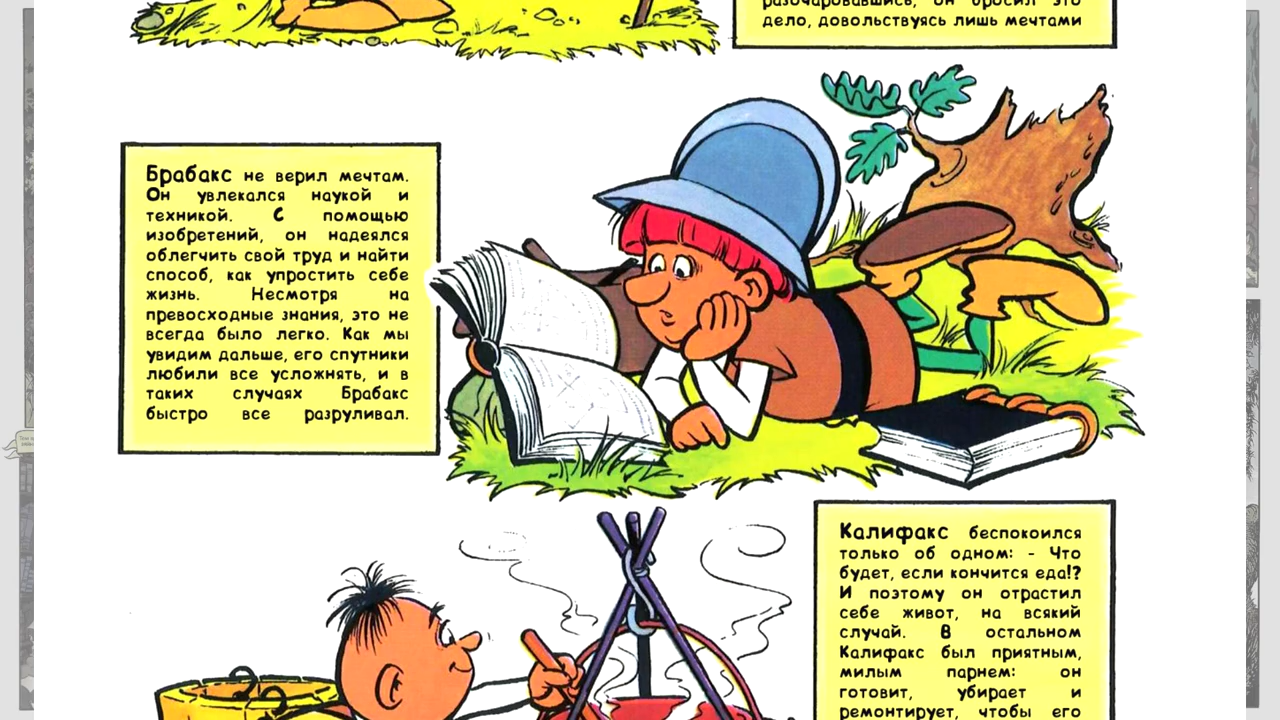 разочаровавшись, он бросил это
дело, довольствуясь лишь мечтами
Брабакс не верил мечтам.
Он увлекался наукой и
техникой. С помощью
изобретений, он надеялся
облегчить свой труд и найти
способ, как упростить себе
жизнь. Несмотря на
превосходные знания, это не
всегда было легко. Как мы
увидим дальше, его спутники
любили все усложнять, и в
таких случаях Брабакс
быстро все разруливал.
Калифакс беспокоился
только об одном: - Что
будет, если кончится еда!?
И поэтому он отрастил
себе живот, на всякий
случай. В остальном
Калифакс был приятным,
милым парнем: он
готовит, убирает и
ремонтирует, чтобы его